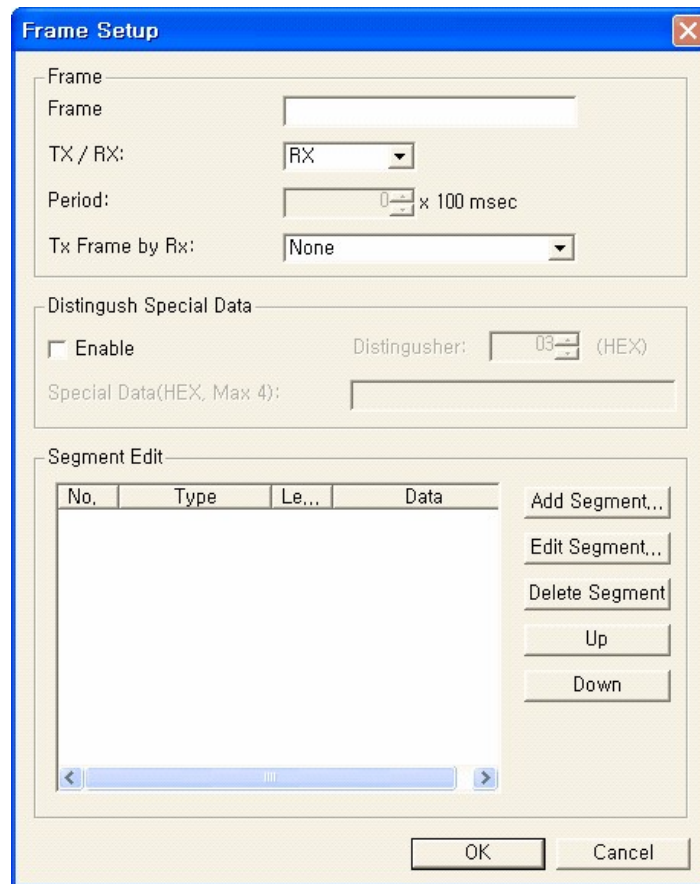 Frame Setup
Frame
Frame
TX / RX:
RX
Period:
0 x 100 msec
Tx Frame by Rx:
None
Distingush Special Data
Enable
Distingusher:
03
(HEX)
Special Data(HEX, Max 4):
Segment Edit
No. Type Le... Data
Add Segment...
Edit Segment...
Delete Segment
Up
Down
OK
Cancel